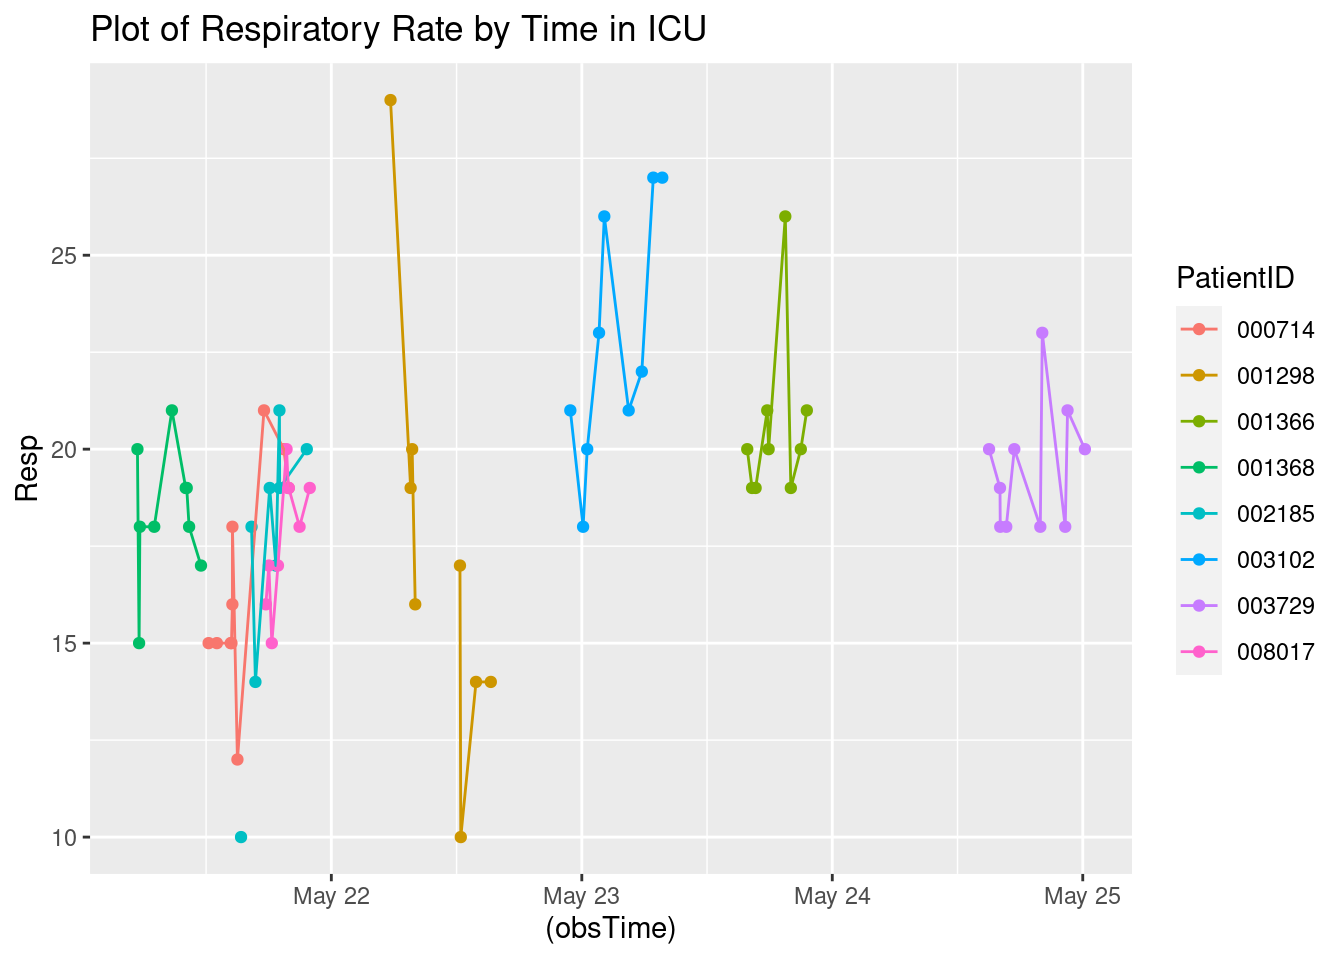 Plot of Respiratory Rate by Time in ICU
Resp
25
20
15
10
May 22
May 23
May 24
May 25
(obsTime)
PatientID
000714
001298
001366
001368
002185
003102
003729
008017